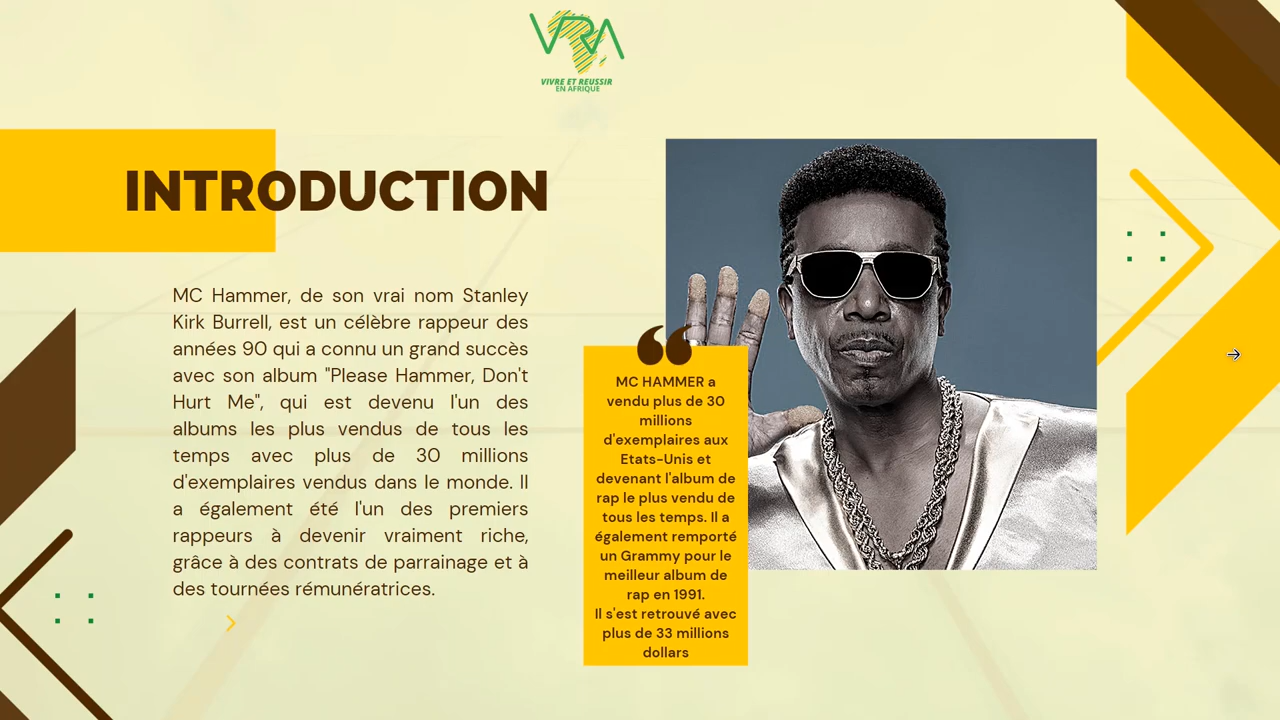 VRA
VIVRE ET REUSSIR
EN AFRIQUE
INTRODUCTION
MC Hammer, de son vrai nom Stanley
Kirk Burrell, est un célèbre rappeur des
années 90 qui a connu un grand succès
avec son album "Please Hammer, Don't
Hurt Me", qui est devenu l'un des
albums les plus vendus de tous les
temps avec plus de 30 millions
d'exemplaires vendus dans le monde. Il
a également été l'un des premiers
rappeurs à devenir vraiment riche,
grâce à des contrats de parrainage et à
des tournées rémunératrices.
MC HAMMER a
vendu plus de 30
millions
d'exemplaires aux
Etats-Unis et
devenant l'album de
rap le plus vendu de
tous les temps. Il a
également remporté
un Grammy pour le
meilleur album de
rap en 1991.
Il s'est retrouvé avec
plus de 33 millions
dollars